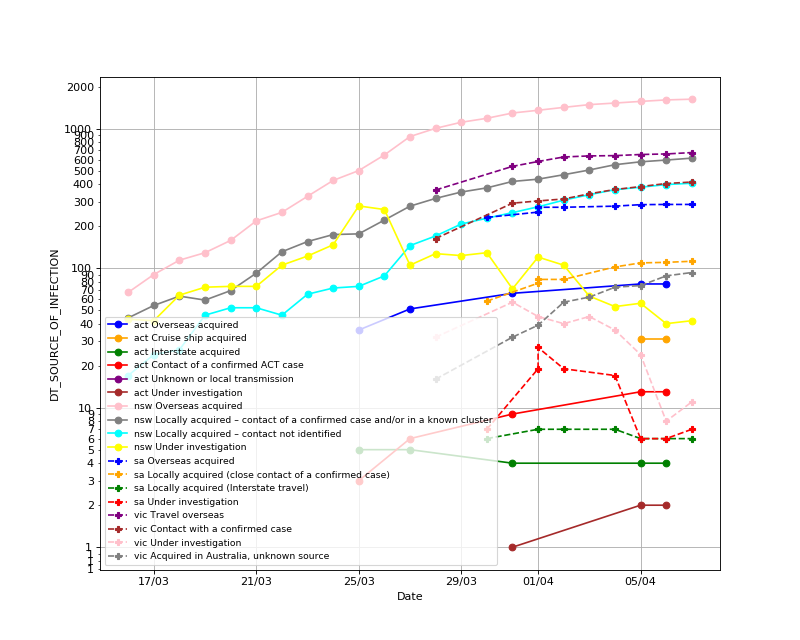 2000
1000
900
800
700
600
500
400
300
200
100
90
80
70
60
50
40
30
20
10
9
8
7
6
5
4
3
2
1
1
1
1
DT_SOURCE_OF_INFECTION
act Overseas acquired
act Cruise ship acquired
act Interstate acquired
act Contact of a confirmed ACT case
act Unknown or local transmission
act Under investigation
nsw Overseas acquired
nsw Locally acquired – contact of a confirmed case and/or in a known cluster
nsw Locally acquired – contact not identified
nsw Under investigation
sa Overseas acquired
sa Locally acquired (close contact of a confirmed case)
sa Locally acquired (Interstate travel)
sa Under investigation
vic Travel overseas
vic Contact with a confirmed case
vic Under investigation
vic Acquired in Australia, unknown source
17/03 21/03 25/03 29/03 01/04 05/04
Date